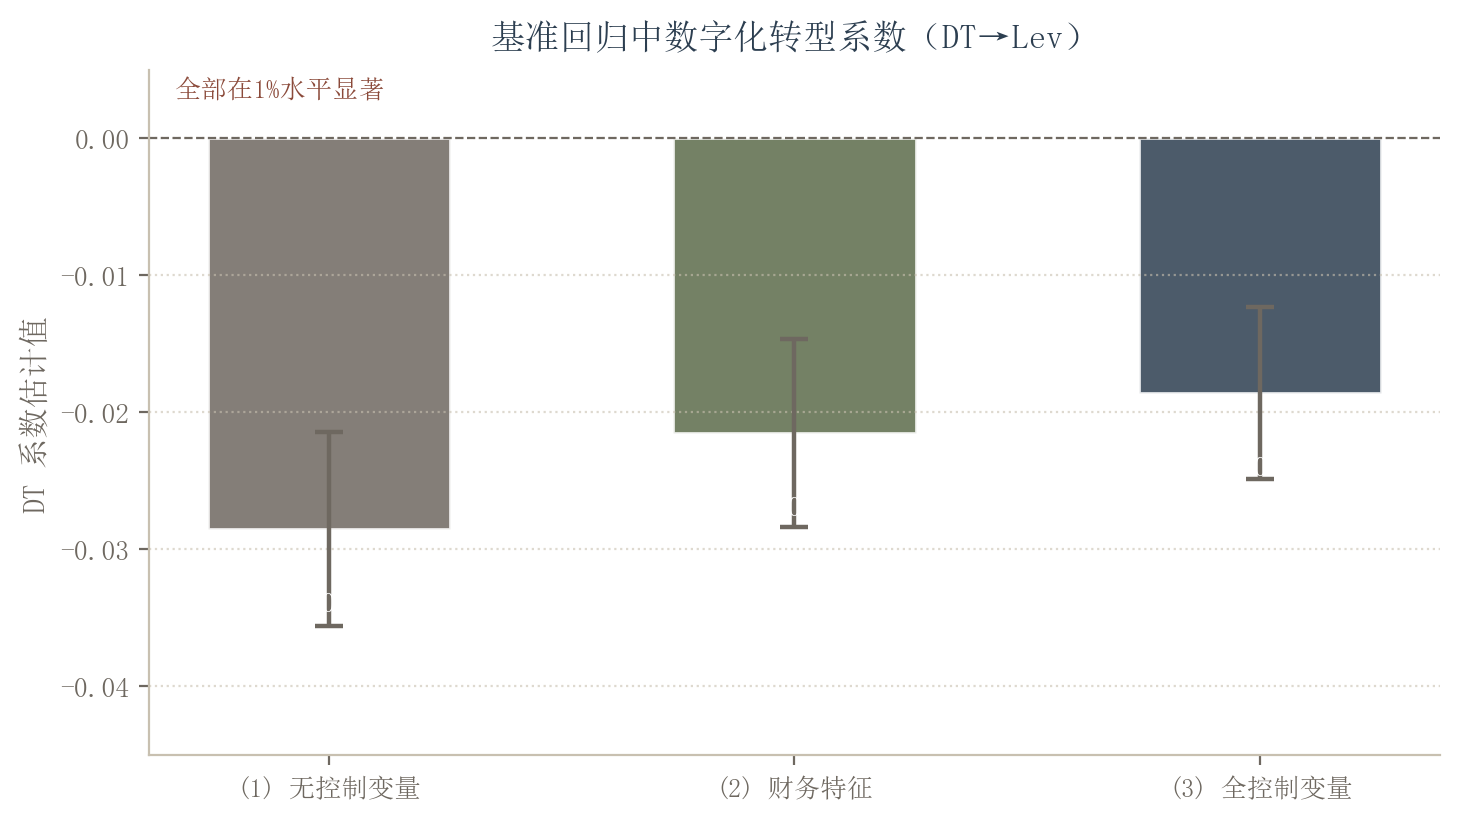 基准回归中数字化转型系数（DT→Lev）
全部在1%水平显著
0.00
−0.01
−0.02
−0.03
−0.04
DT 系数估计值
（1）无控制变量
（2）财务特征
（3）全控制变量